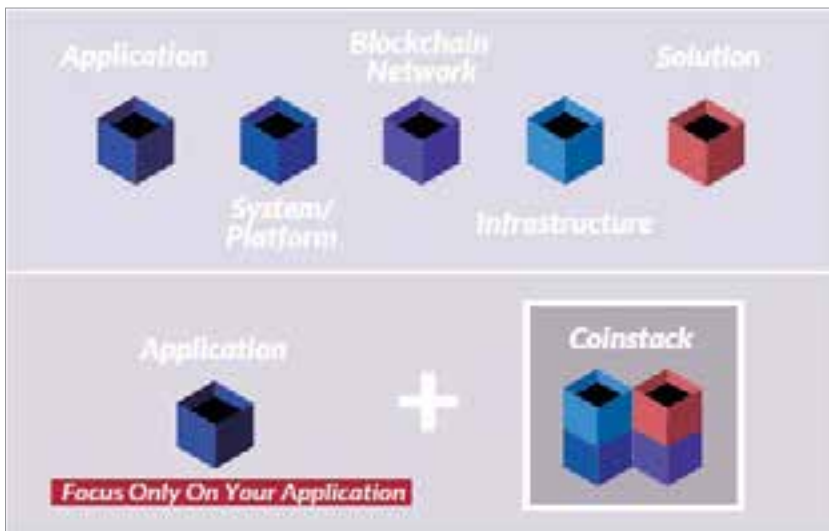 Application
Blockchain
Network
Solution
System/
Platform
Infrastructure
Application
Coinstack
Focus Only On Your Application